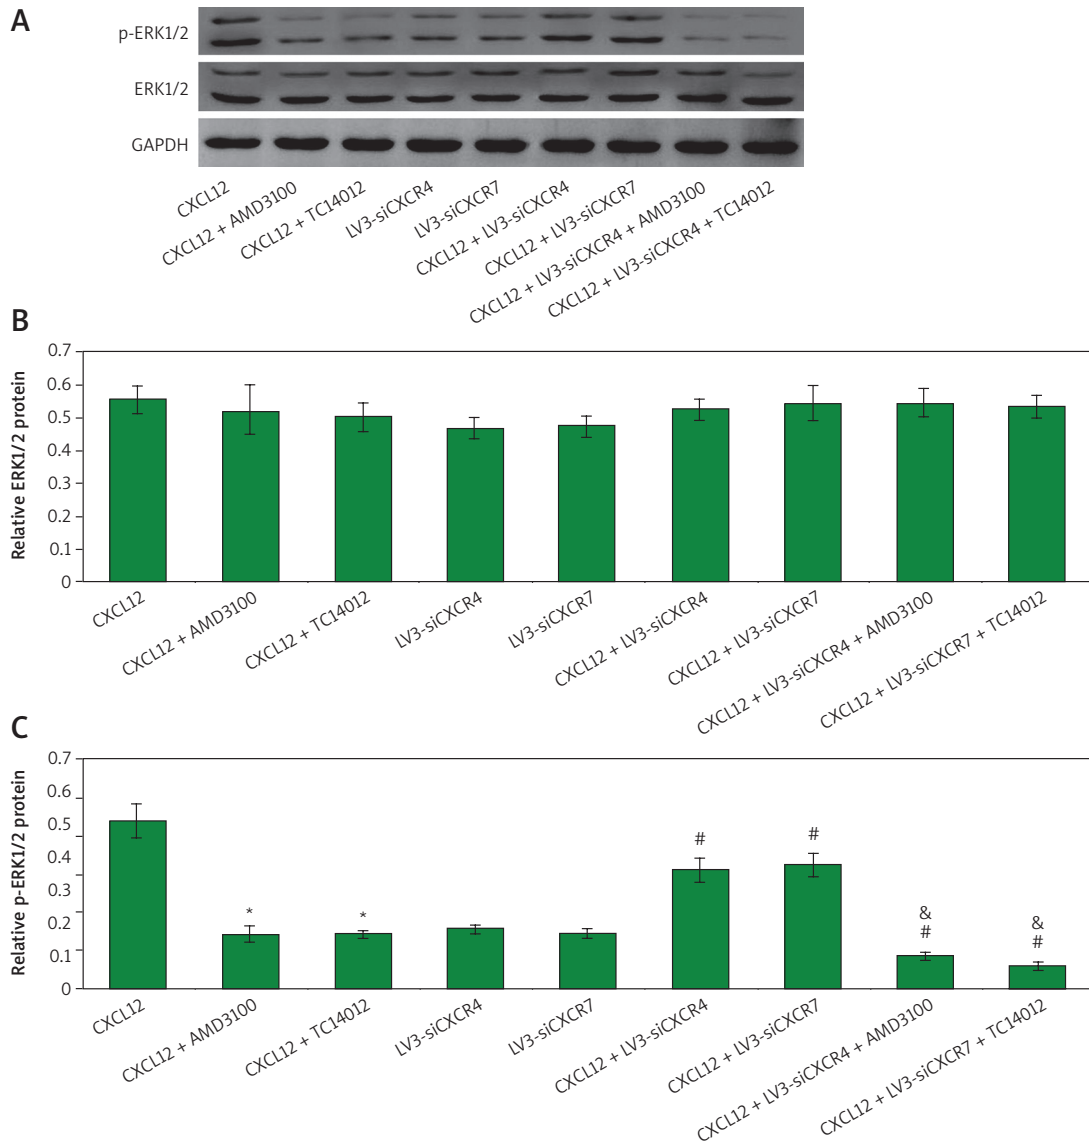 A
p-ERK1/2
ERK1/2
GAPDH
CXCL12
CXCL12 + AMD3100
CXCL12 + TC14012
LV3-siCXCR4
LV3-siCXCR7
CXCL12 + LV3-siCXCR4
CXCL12 + LV3-siCXCR7
CXCL12 + LV3-siCXCR4 + AMD3100
CXCL12 + LV3-siCXCR4 + TC14012
B
Relative ERK1/2 protein
0.7
0.6
0.5
0.4
0.3
0.2
0.1
0
CXCL12
CXCL12 + AMD3100
CXCL12 + TC14012
LV3-siCXCR4
LV3-siCXCR7
CXCL12 + LV3-siCXCR4
CXCL12 + LV3-siCXCR7
CXCL12 + LV3-siCXCR4 + AMD3100
CXCL12 + LV3-siCXCR7 + TC14012
C
Relative p-ERK1/2 protein
0.7
0.6
0.5
0.4
0.3
0.2
0.1
0
*
*
#
#
&
#
&
#
CXCL12
CXCL12 + AMD3100
CXCL12 + TC14012
LV3-siCXCR4
LV3-siCXCR7
CXCL12 + LV3-siCXCR4
CXCL12 + LV3-siCXCR7
CXCL12 + LV3-siCXCR4 + AMD3100
CXCL12 + LV3-siCXCR7 + TC14012